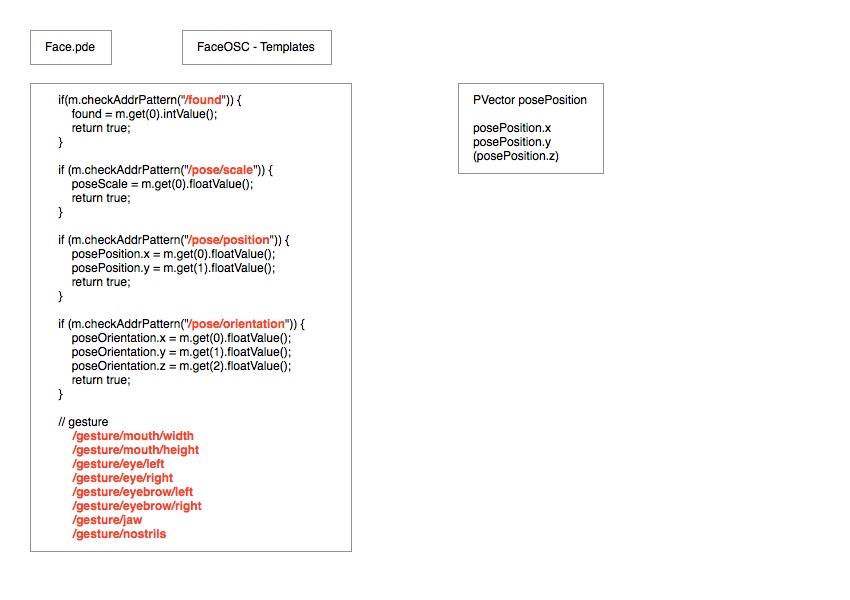 Face.pde
FaceOSC - Templates
if(m.checkAddrPattern("/found")) {
found = m.get(0).intValue();
return true;
}
if (m.checkAddrPattern("/pose/scale")) {
poseScale = m.get(0).floatValue();
return true;
}
if (m.checkAddrPattern("/pose/position")) {
posePosition.x = m.get(0).floatValue();
posePosition.y = m.get(1).floatValue();
return true;
}
if (m.checkAddrPattern("/pose/orientation")) {
poseOrientation.x = m.get(0).floatValue();
poseOrientation.y = m.get(1).floatValue();
poseOrientation.z = m.get(2).floatValue();
return true;
}
// gesture
/gesture/mouth/width
/gesture/mouth/height
/gesture/eye/left
/gesture/eye/right
/gesture/eyebrow/left
/gesture/eyebrow/right
/gesture/jaw
/gesture/nostrils
PVector posePosition
posePosition.x
posePosition.y
(posePosition.z)